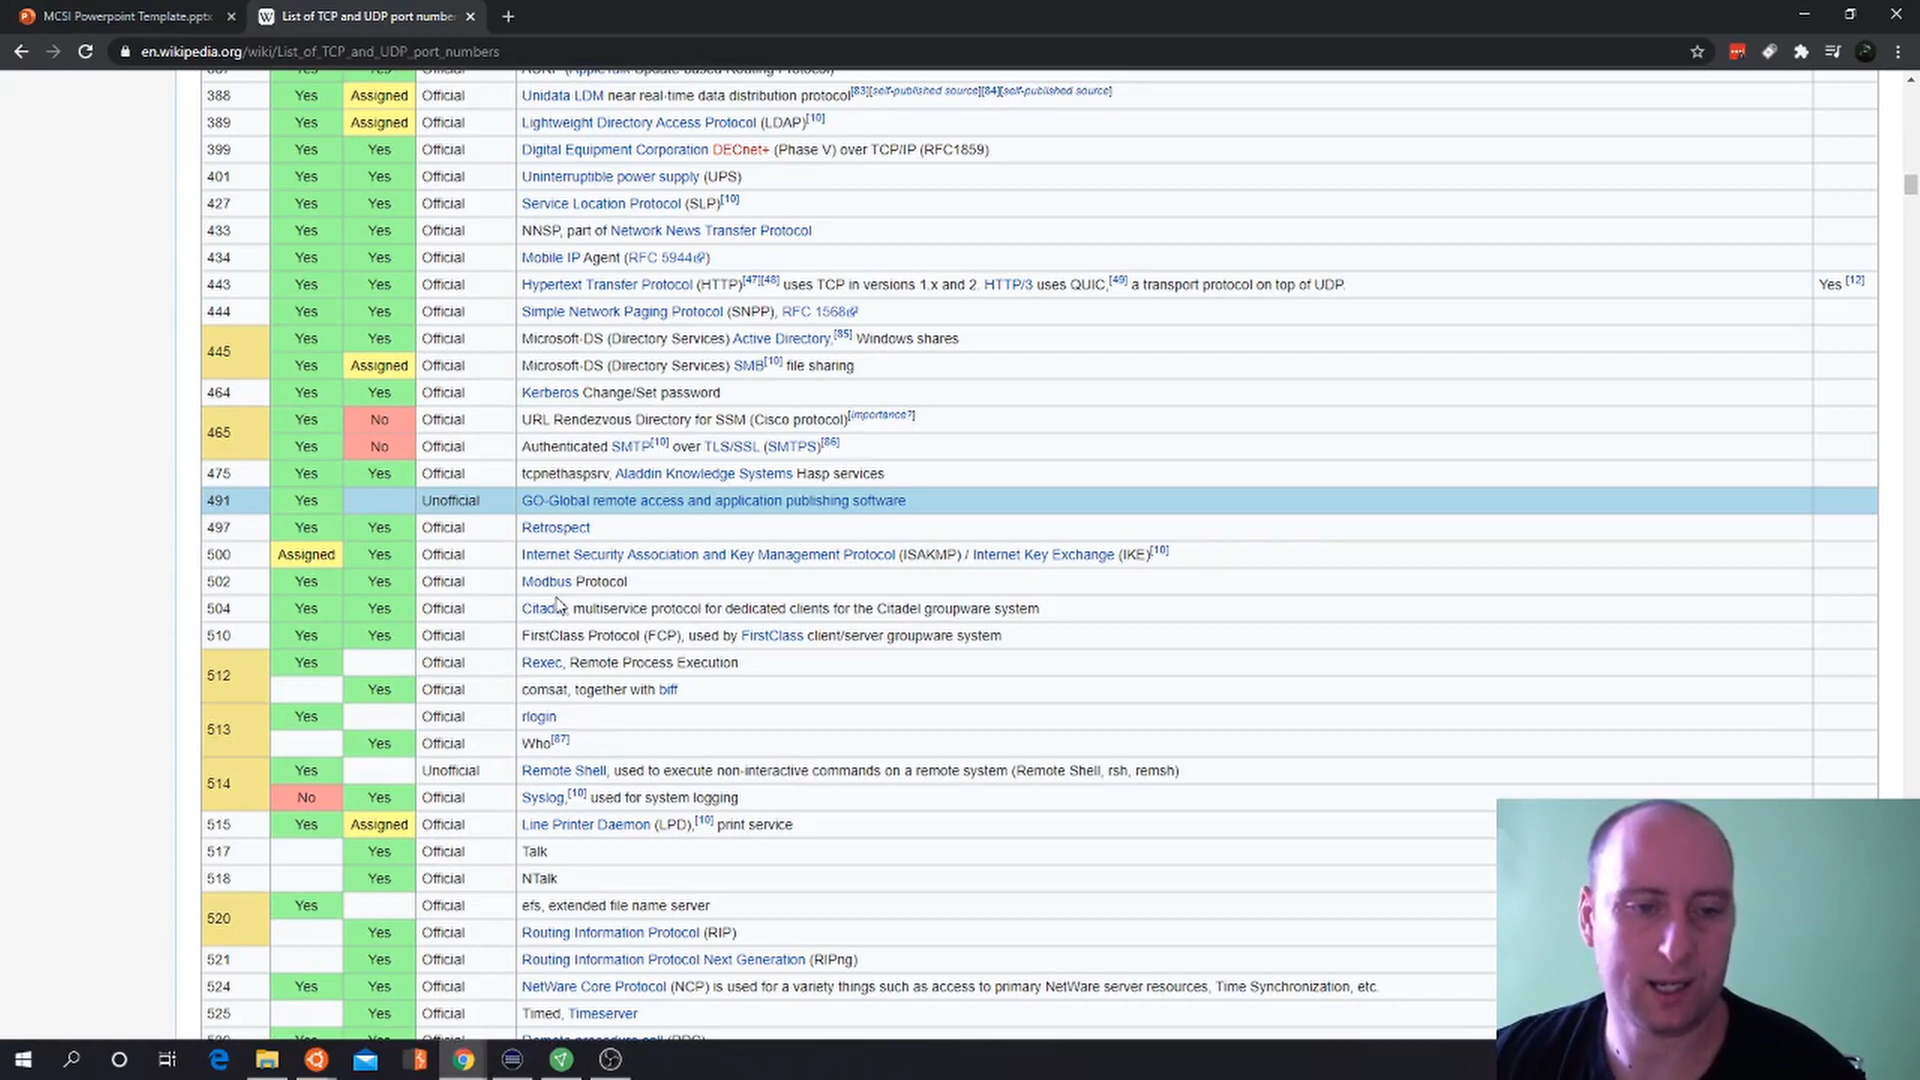 MCSI Powerpoint Template.pptx
List of TCP and UDP port numbe
en.wikipedia.org/wiki/List_of_TCP_and_UDP_port_numbers
388 Yes Assigned Official Unidata LDM near real-time data distribution protocol[83][self-published source][84][self-published source]
389 Yes Assigned Official Lightweight Directory Access Protocol (LDAP)[10]
399 Yes Yes Official Digital Equipment Corporation DECnet+ (Phase V) over TCP/IP (RFC1859)
401 Yes Yes Official Uninterruptible power supply (UPS)
427 Yes Yes Official Service Location Protocol (SLP)[10]
433 Yes Yes Official NNSP, part of Network News Transfer Protocol
434 Yes Yes Official Mobile IP Agent (RFC 5944)
443 Yes Yes Official Hypertext Transfer Protocol (HTTP)[47][48] uses TCP in versions 1.x and 2. HTTP/3 uses QUIC,[49] a transport protocol on top of UDP. Yes [12]
444 Yes Yes Official Simple Network Paging Protocol (SNPP), RFC 1568
445 Yes Yes Official Microsoft-DS (Directory Services) Active Directory,[85] Windows shares
Yes Assigned Official Microsoft-DS (Directory Services) SMB[10] file sharing
464 Yes Yes Official Kerberos Change/Set password
465 Yes No Official URL Rendezvous Directory for SSM (Cisco protocol)[importance?]
Yes No Official Authenticated SMTP[10] over TLS/SSL (SMTPS)[86]
475 Yes Yes Official tcpnethaspsrv, Aladdin Knowledge Systems Hasp services
491 Yes Unofficial GO-Global remote access and application publishing software
497 Yes Yes Official Retrospect
500 Assigned Yes Official Internet Security Association and Key Management Protocol (ISAKMP) / Internet Key Exchange (IKE)[10]
502 Yes Yes Official Modbus Protocol
504 Yes Yes Official Citadel, multiservice protocol for dedicated clients for the Citadel groupware system
510 Yes Yes Official FirstClass Protocol (FCP), used by FirstClass client/server groupware system
512 Yes Official Rexec, Remote Process Execution
Yes Official comsat, together with biff
513 Yes Official rlogin
Yes Official Who[87]
514 Yes Unofficial Remote Shell, used to execute non-interactive commands on a remote system (Remote Shell, rsh, remsh)
No Yes Official Syslog,[10] used for system logging
515 Yes Assigned Official Line Printer Daemon (LPD),[10] print service
517 Yes Official Talk
518 Yes Official NTalk
520 Yes Official efs, extended file name server
Yes Official Routing Information Protocol (RIP)
521 Yes Official Routing Information Protocol Next Generation (RIPng)
524 Yes Yes Official NetWare Core Protocol (NCP) is used for a variety things such as access to primary NetWare server resources, Time Synchronization, etc.
525 Yes Official Timed, Timeserver